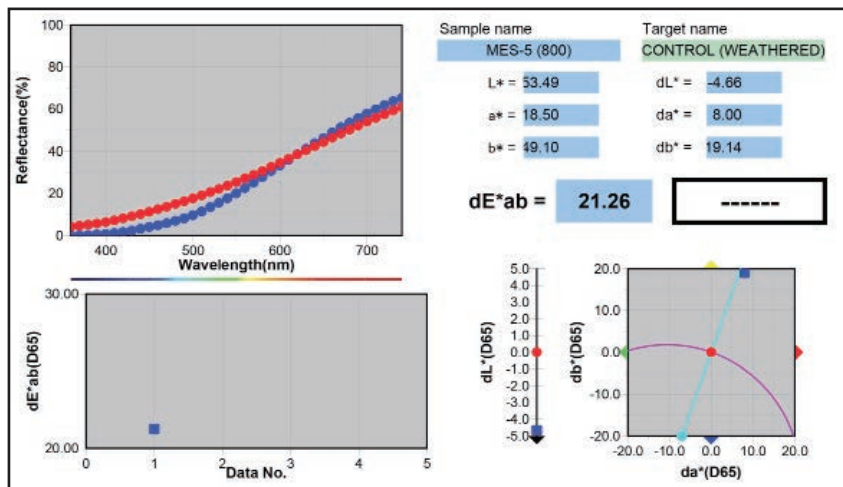 100
80
60
40
20
0
Reflectance(%)
400 500 600 700
Wavelength(nm)
Sample name Target name
MES-5 (800) CONTROL (WEATHERED)
L* = 53.49 dL* = -4.66
a* = 18.50 da* = 8.00
b* = 49.10 db* = 19.14
dE*ab = 21.26 ------
30.00
20.00
dE*ab(D65)
0 1 2 3 4 5
Data No.
5.0
4.0
3.0
2.0
1.0
0.0
-1.0
-2.0
-3.0
-4.0
-5.0
dL*(D65)
20.0
10.0
0.0
-10.0
-20.0
db*(D65)
-20.0 -10.0 0.0 10.0 20.0
da*(D65)